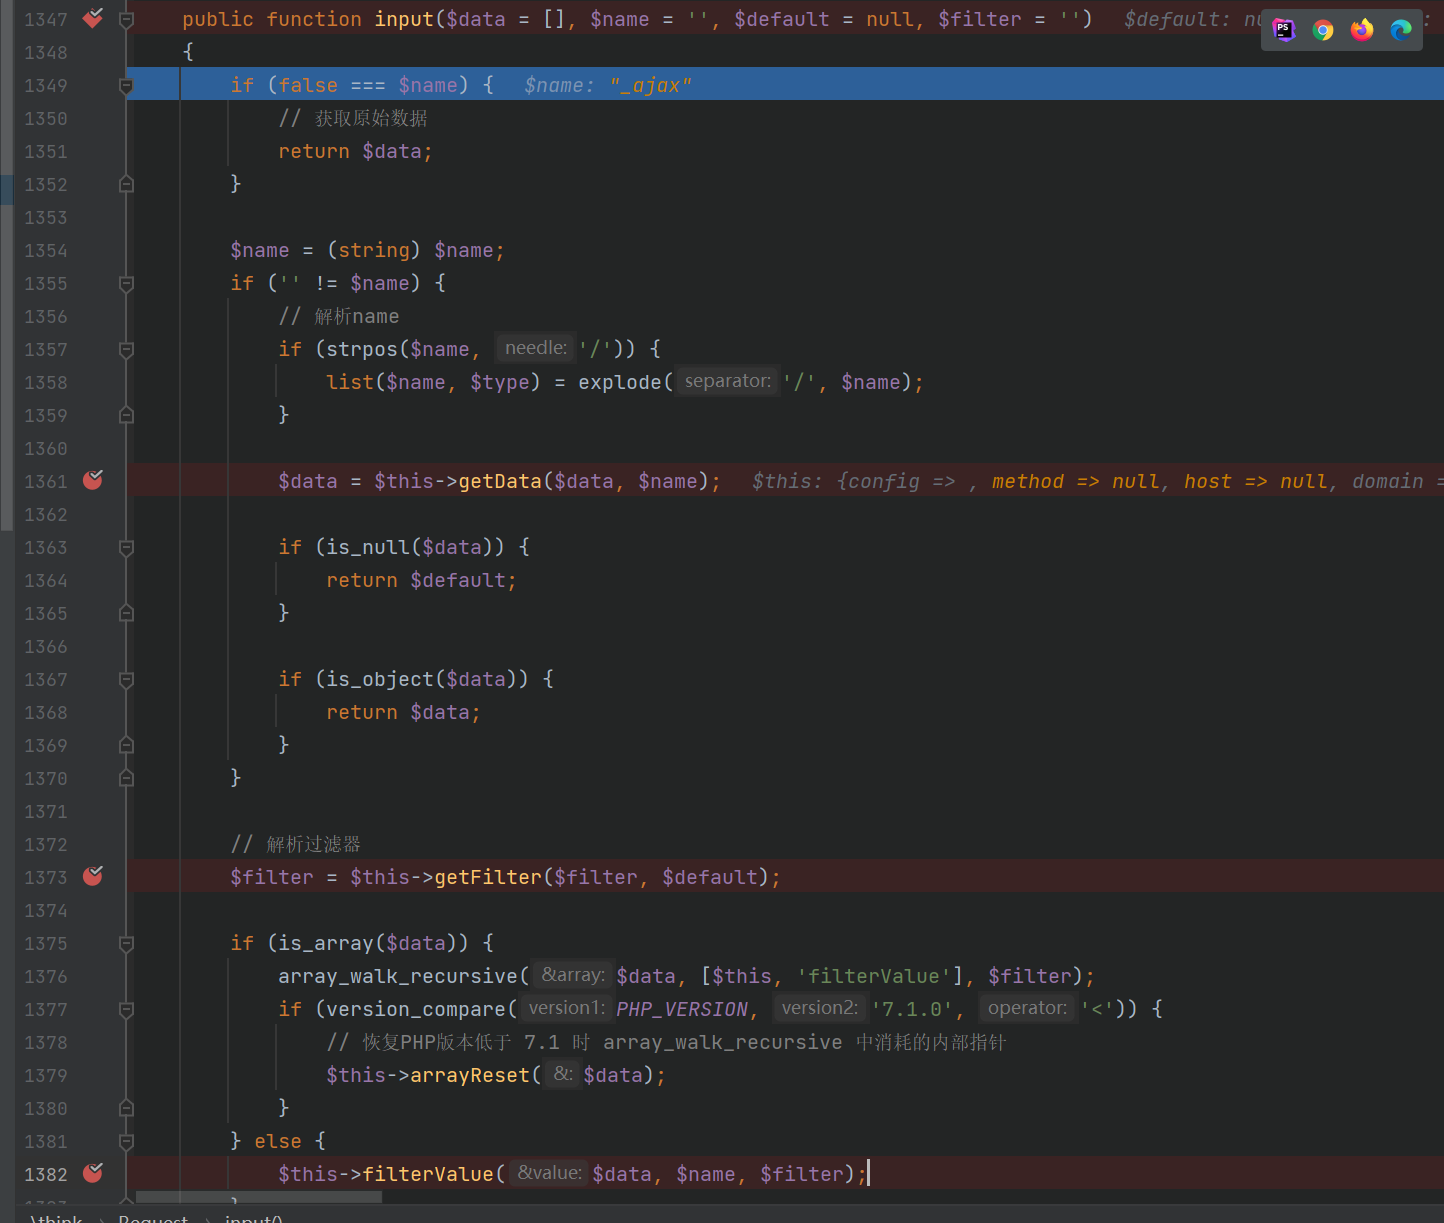 1347 public function input($data = [], $name = '', $default = null, $filter = '') $default:
1348 {
1349 if (false === $name) { $name: "_ajax"
1350 // 获取原始数据
1351 return $data;
1352 }
1353
1354 $name = (string) $name;
1355 if ('' != $name) {
1356 // 解析name
1357 if (strpos($name, needle: '/')) {
1358 list($name, $type) = explode( separator: '/', $name);
1359 }
1360
1361 $data = $this->getData($data, $name); $this: {config => , method => null, host => null, domain =
1362
1363 if (is_null($data)) {
1364 return $default;
1365 }
1366
1367 if (is_object($data)) {
1368 return $data;
1369 }
1370 }
1371
1372 // 解析过滤器
1373 $filter = $this->getFilter($filter, $default);
1374
1375 if (is_array($data)) {
1376 array_walk_recursive( &array: $data, [$this, 'filterValue'], $filter);
1377 if (version_compare( version1: PHP_VERSION, version2: '7.1.0', operator: '<')) {
1378 // 恢复PHP版本低于 7.1 时 array_walk_recursive 中消耗的内部指针
1379 $this->arrayReset( &: $data);
1380 }
1381 } else {
1382 $this->filterValue( &value: $data, $name, $filter);
\think › Request › input()